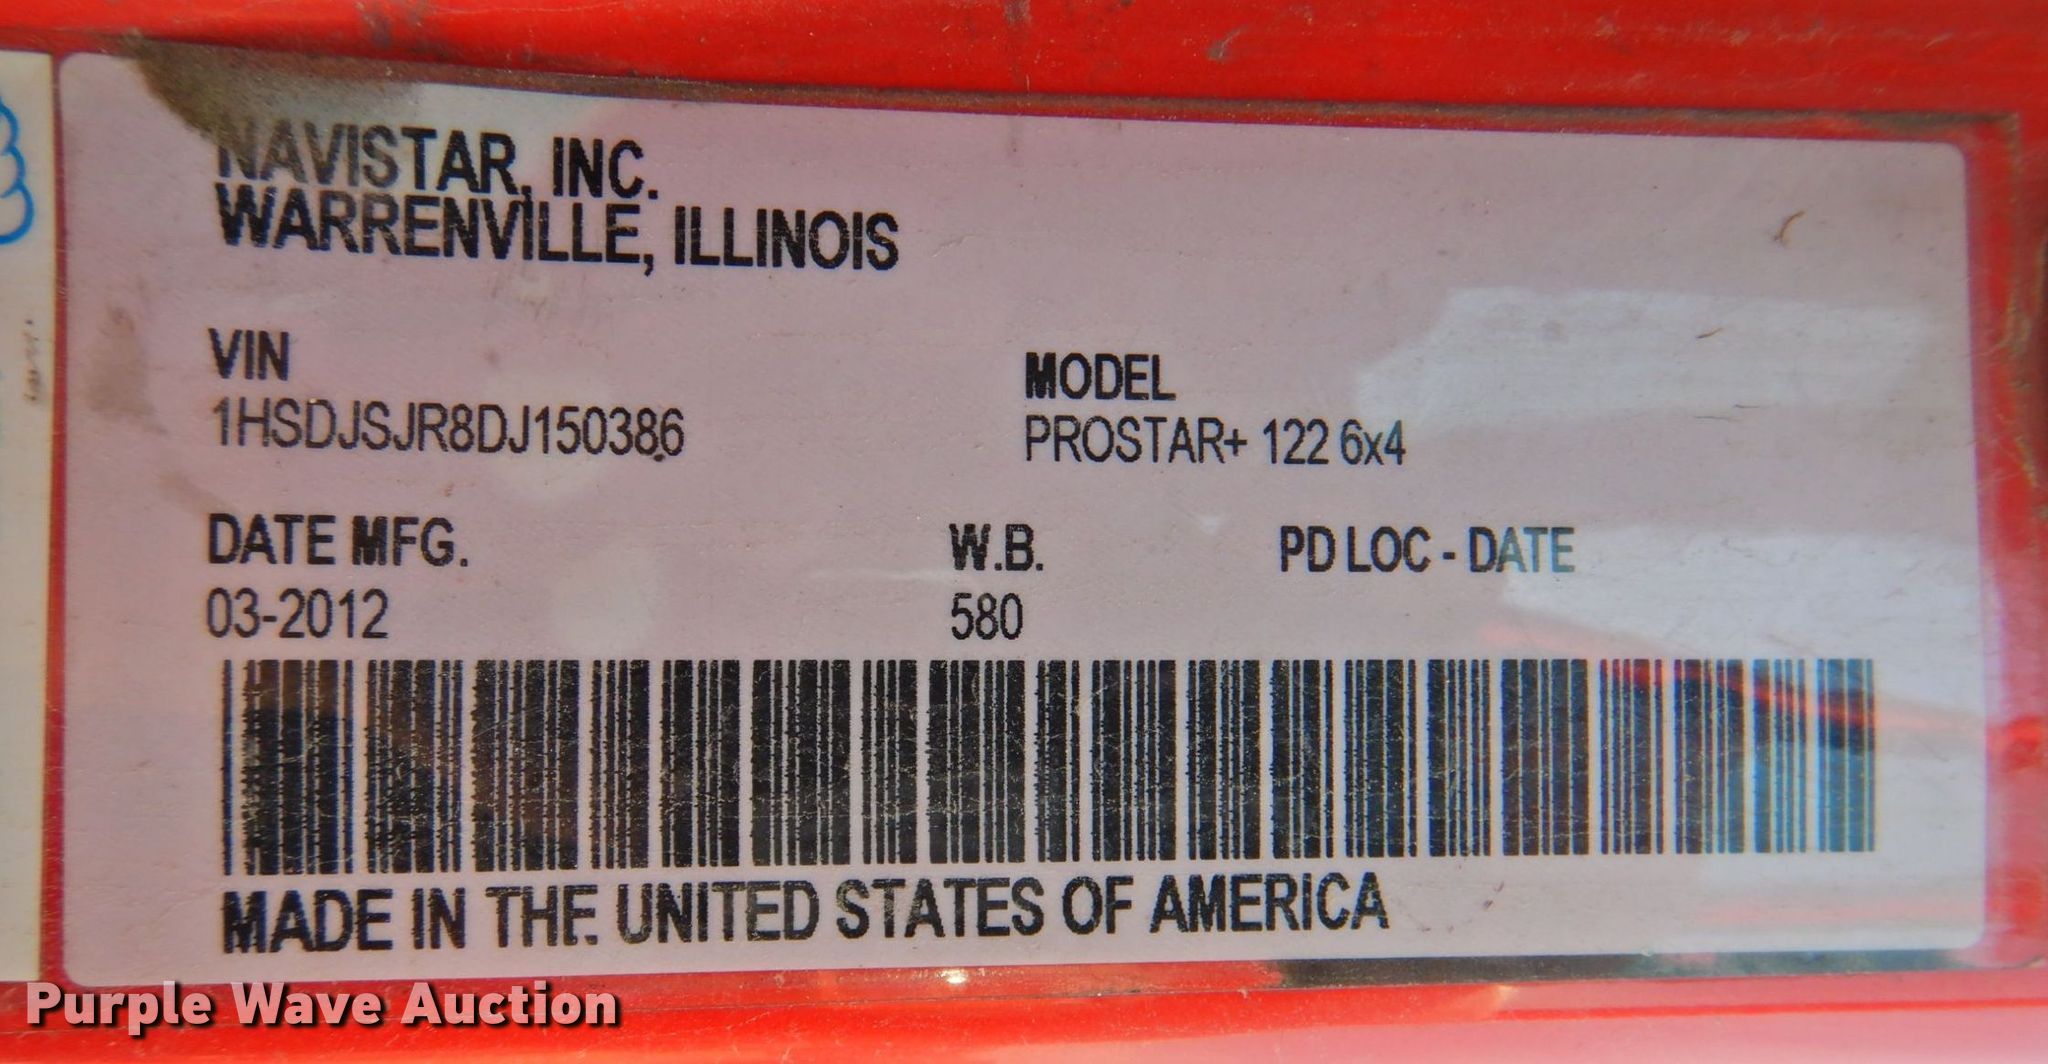 NAVISTAR, INC.
WARRENVILLE, ILLINOIS
VIN
1HSDJSJR8DJ150386
MODEL
PROSTAR+ 122 6x4
DATE MFG.
03-2012
W.B.
580
PD LOC - DATE
MADE IN THE UNITED STATES OF AMERICA
Purple Wave Auction